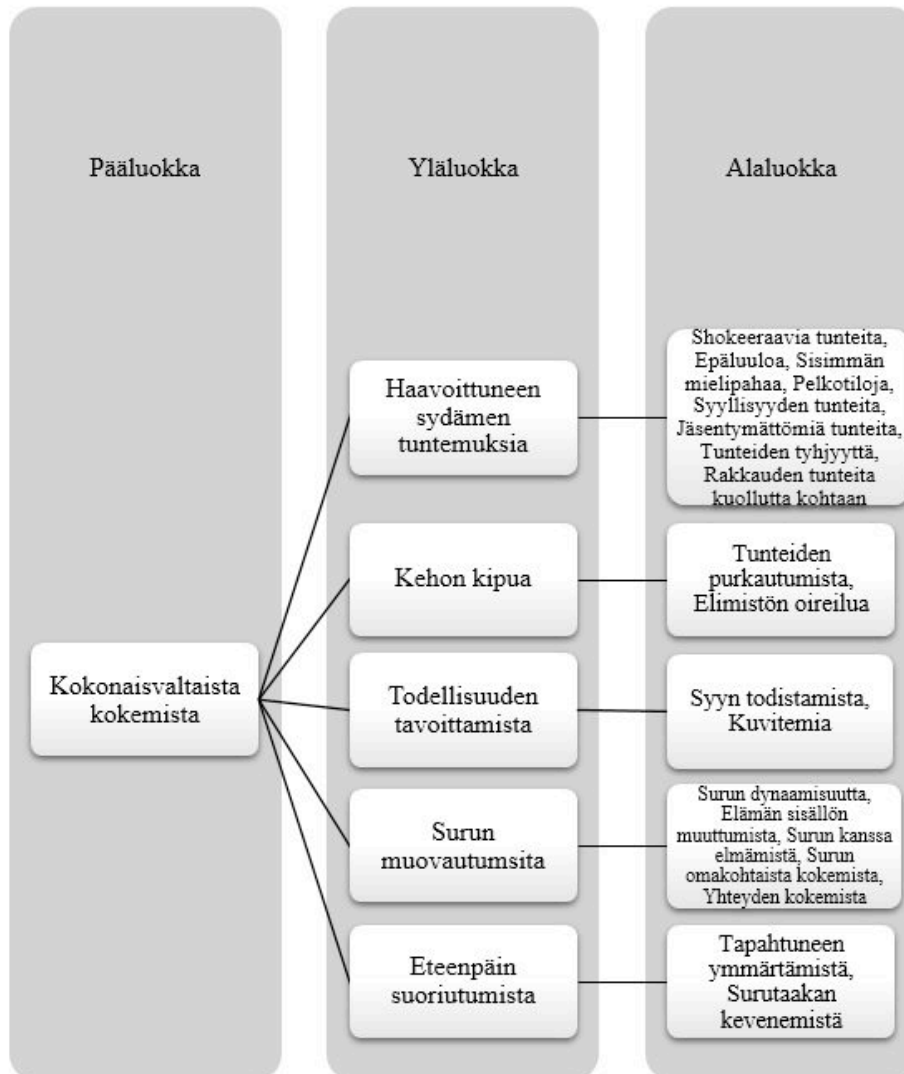 Pääluokka
Yläluokka
Alaluokka
Kokonaisvaltaista
kokemista
Haavoittuneen
sydämen
tuntemuksia
Shokeeraavia tunteita,
Epäluuloa, Sisimmän
mielipahaa, Pelkotiloja,
Syyllisyyden tunteita,
Jäsentymättömiä tunteita,
Tunteiden tyhjyyttä,
Rakkauden tunteita
kuollutta kohtaan
Kehon kipua
Tunteiden
purkautumista,
Elimistön oireilua
Todellisuuden
tavoittamista
Syyn todistamista,
Kuvitemia
Surun
muovautumsita
Surun dynaamisuutta,
Elämän sisällön
muuttumista, Surun kanssa
elmämistä, Surun
omakohtaista kokemista,
Yhteyden kokemista
Eteenpäin
suoriutumista
Tapahtuneen
ymmärtämistä,
Surutaakan
kevenemistä